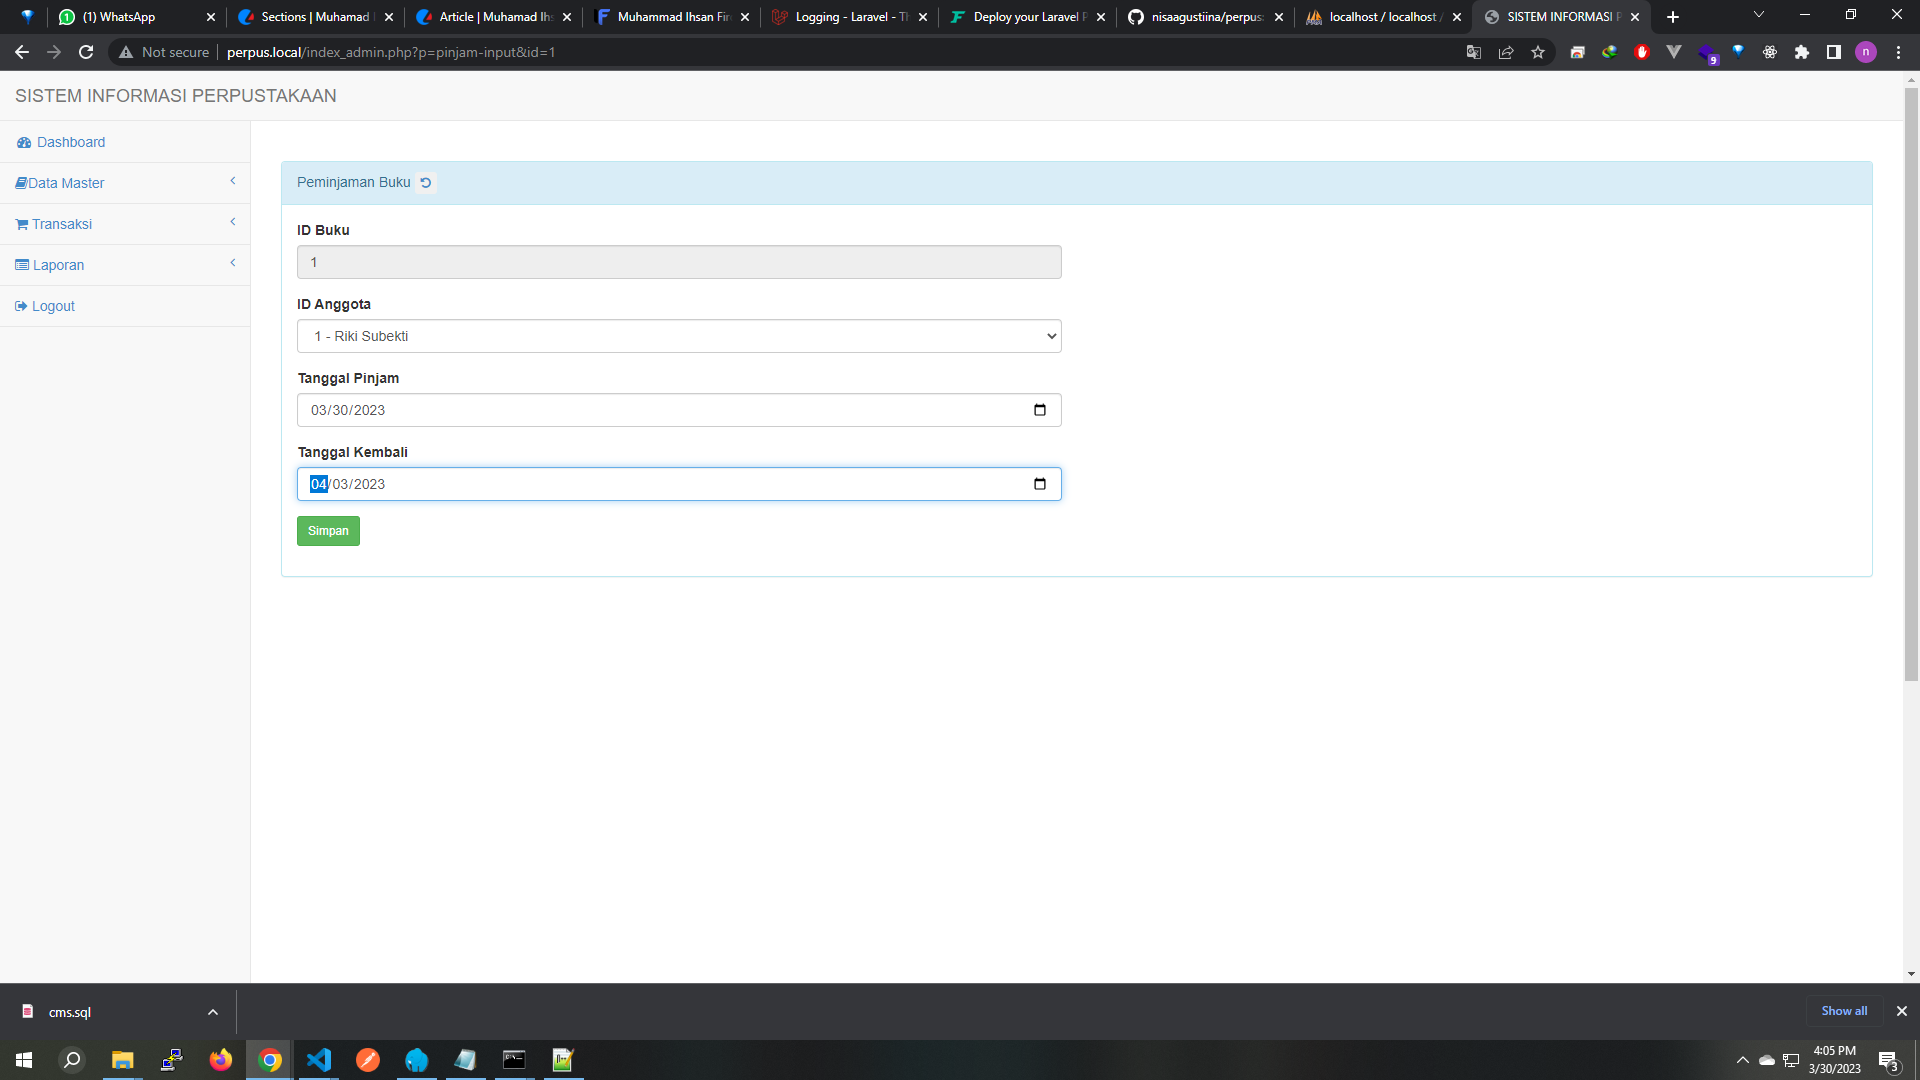 (1) WhatsApp
Sections | Muhamad
Article | Muhamad Ihs
Muhammad Ihsan Fir
Logging - Laravel - Th
Deploy your Laravel P
nisaagustiina/perpus
localhost / localhost /
SISTEM INFORMASI P
Not secure
perpus.local/index_admin.php?p=pinjam-input&id=1
9
n
SISTEM INFORMASI PERPUSTAKAAN
Dashboard
Data Master
Transaksi
Laporan
Logout
Peminjaman Buku
ID Buku
1
ID Anggota
1 - Riki Subekti
Tanggal Pinjam
03/30/2023
Tanggal Kembali
04/03/2023
Simpan
cms.sql
Show all
4:05 PM
3/30/2023
3